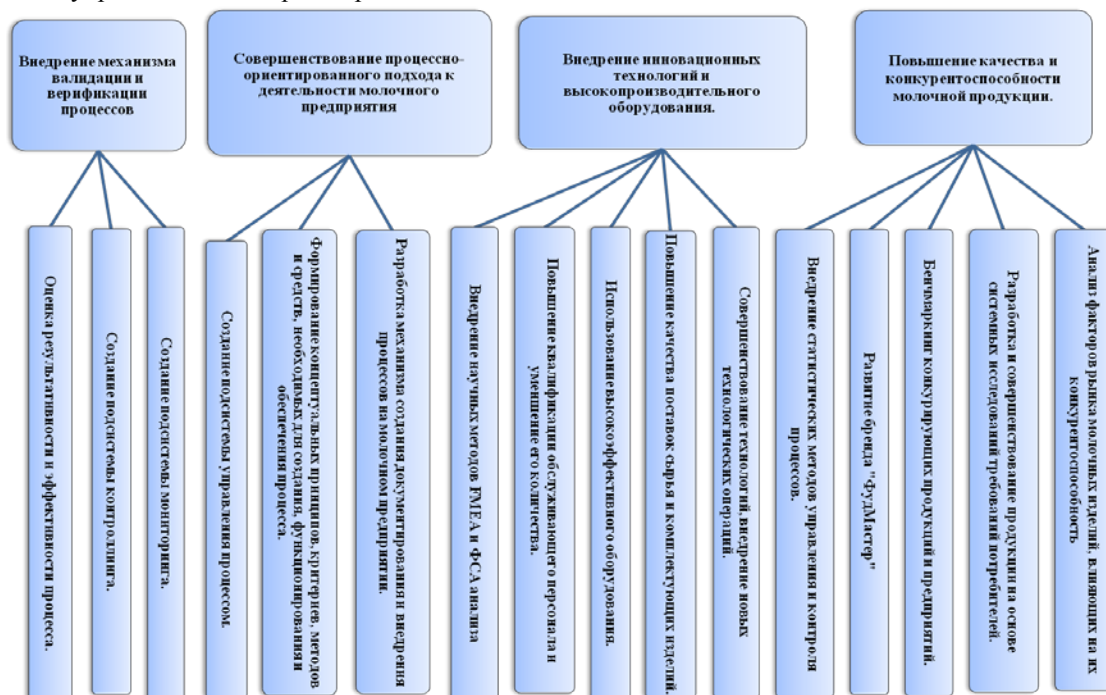 Внедрение механизма
валидации и
верификации
процессов
Совершенствование процессно-
ориентированного подхода к
деятельности молочного
предприятия
Внедрение инновационных
технологий и
высокопроизводительного
оборудования.
Повышение качества и
конкурентоспособности
молочной продукции.
Оценка результативности и эффективности процесса.
Создание подсистемы контроллинга.
Создание подсистемы мониторинга.
Создание подсистемы управления процессом.
Формирование концептуальных принципов, критериев, методов
и средств, необходимых для создания, функционирования и
обеспечения процесса.
Разработка механизма создания документирования и внедрения
процессов на молочном предприятии.
Внедрение научных методов FMEA и ФСА анализа
Повышение квалификации обслуживающего персонала и
уменшение его количества.
Использование высокоэффективного оборудования.
Повышение качества поставок сырья и комплектующих изделий.
Совершенствование технологий, внедрение новых
технологических операций.
Внедрение статистических методов управления и контроля
процессов.
Развитие бренда "ФудМастер"
Бенчмаркинг конкурирующих продукций и предприятий.
Разработка и совершенствование продукции на основе
системных исследований требований потребителей.
Анализ факторов рынка молочных изделий, влияющих на их
конкурентоспособность